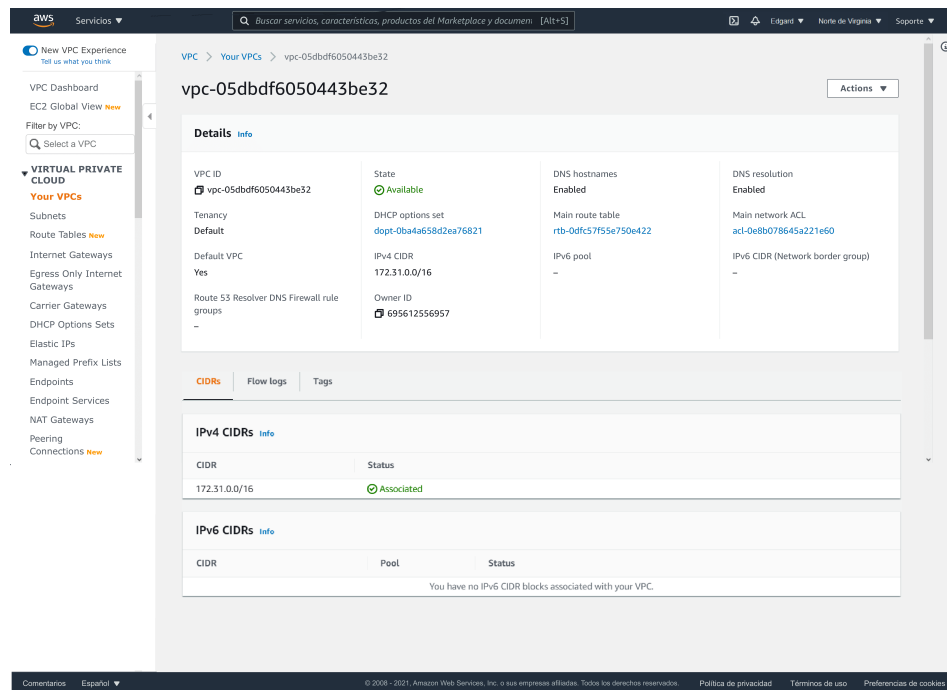 aws Servicios ▼ Buscar servicios, características, productos del Marketplace y document [Alt+S] Edgard ▼ Norte de Virginia ▼ Soporte ▼
New VPC Experience
Tell us what you think
VPC Dashboard
EC2 Global View New
Filter by VPC:
Select a VPC
VIRTUAL PRIVATE
CLOUD
Your VPCs
Subnets
Route Tables New
Internet Gateways
Egress Only Internet
Gateways
Carrier Gateways
DHCP Options Sets
Elastic IPs
Managed Prefix Lists
Endpoints
Endpoint Services
NAT Gateways
Peering
Connections New
VPC > Your VPCs > vpc-05dbdf6050443be32
vpc-05dbdf6050443be32
Actions ▼
Details Info
VPC ID State DNS hostnames DNS resolution
vpc-05dbdf6050443be32 Available Enabled Enabled
Tenancy DHCP options set Main route table Main network ACL
Default dopt-0ba4a658d2ea76821 rtb-0dfc57f55e750e422 acl-0e8b078645a221e60
Default VPC IPv4 CIDR IPv6 pool IPv6 CIDR (Network border group)
Yes 172.31.0.0/16 – –
Route 53 Resolver DNS Firewall rule Owner ID
groups 695612556957
–
CIDRs Flow logs Tags
IPv4 CIDRs Info
CIDR Status
172.31.0.0/16 Associated
IPv6 CIDRs Info
CIDR Pool Status
You have no IPv6 CIDR blocks associated with your VPC.
Comentarios Español ▼ © 2008 - 2021, Amazon Web Services, Inc. o sus empresas afiliadas. Todos los derechos reservados. Política de privacidad Términos de uso Preferencias de cookies